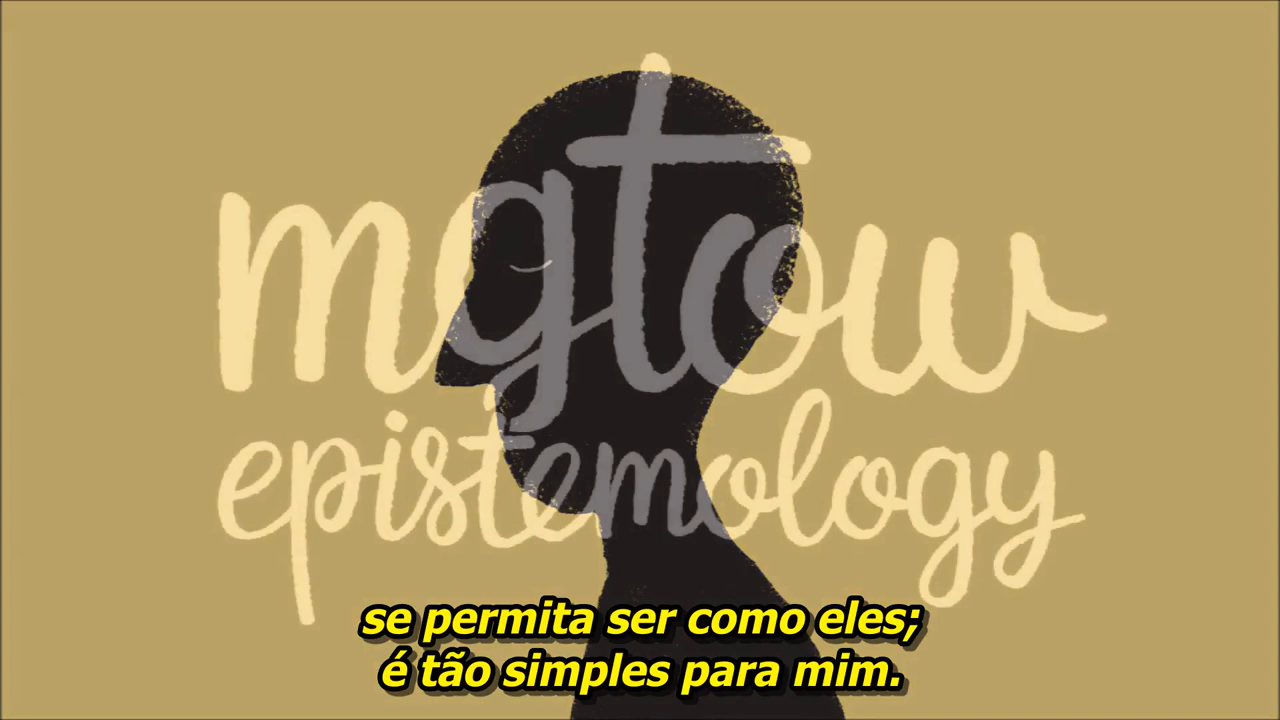 mgtow
epistemology
se permita ser como eles;
é tão simples para mim.